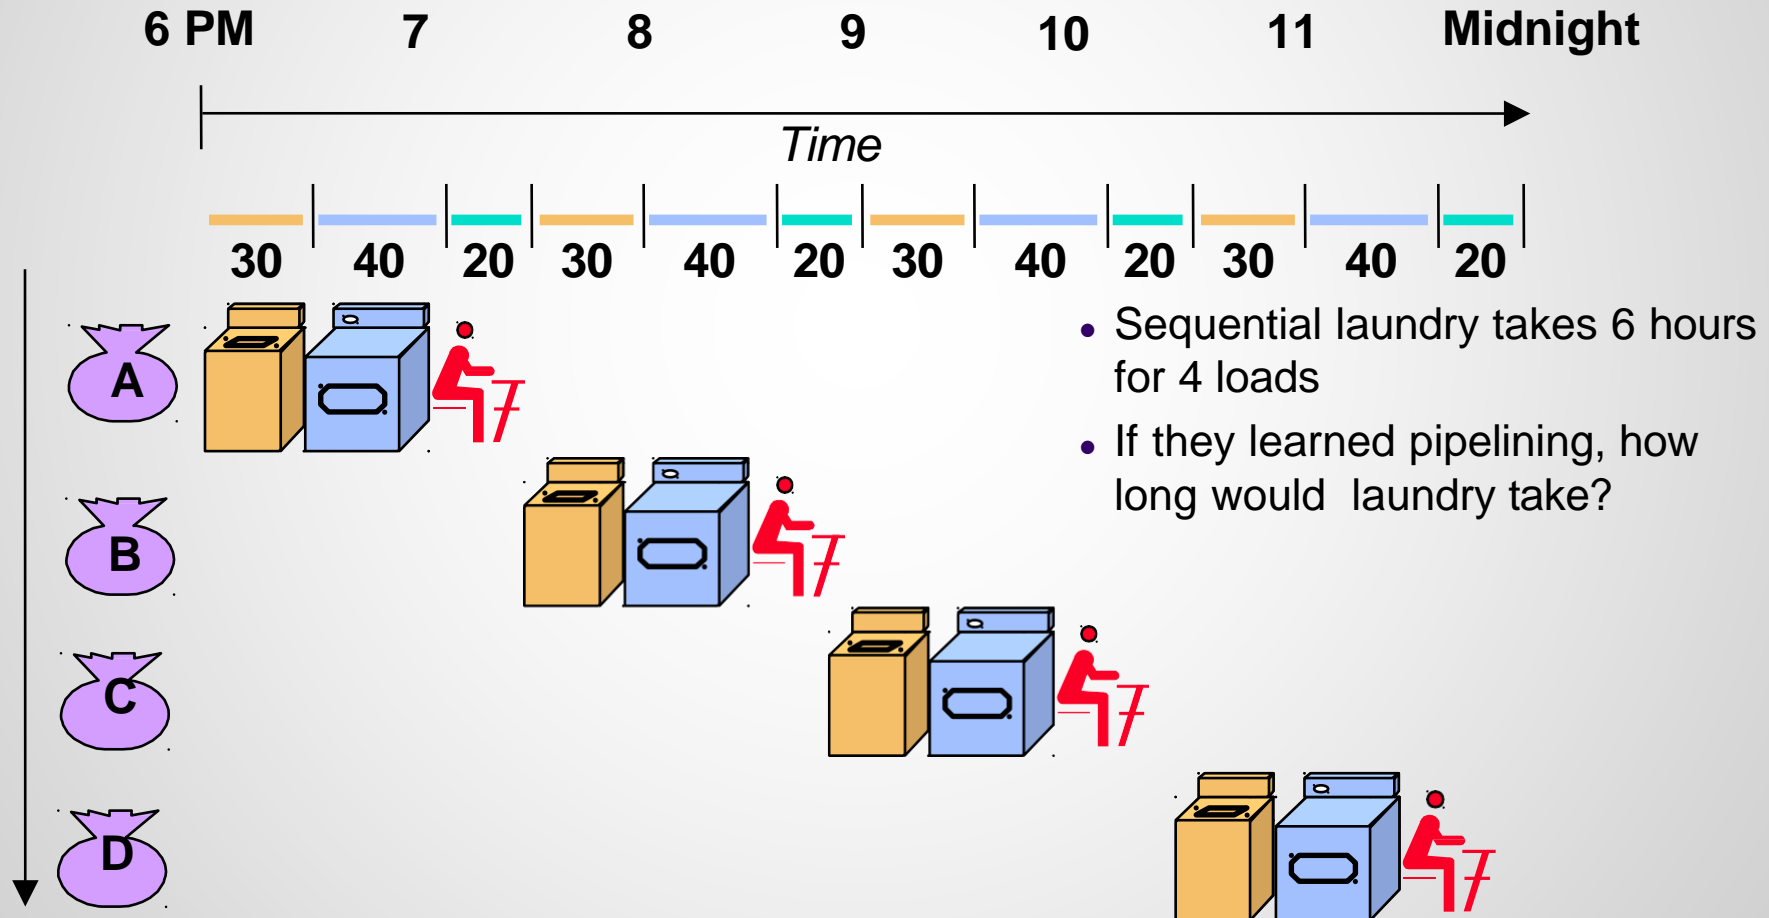 6 PM 7 8 9 10 11 Midnight
Time
30 40 20 30 40 20 30 40 20 30 40 20
A
• Sequential laundry takes 6 hours
for 4 loads
• If they learned pipelining, how
long would laundry take?
B
C
D